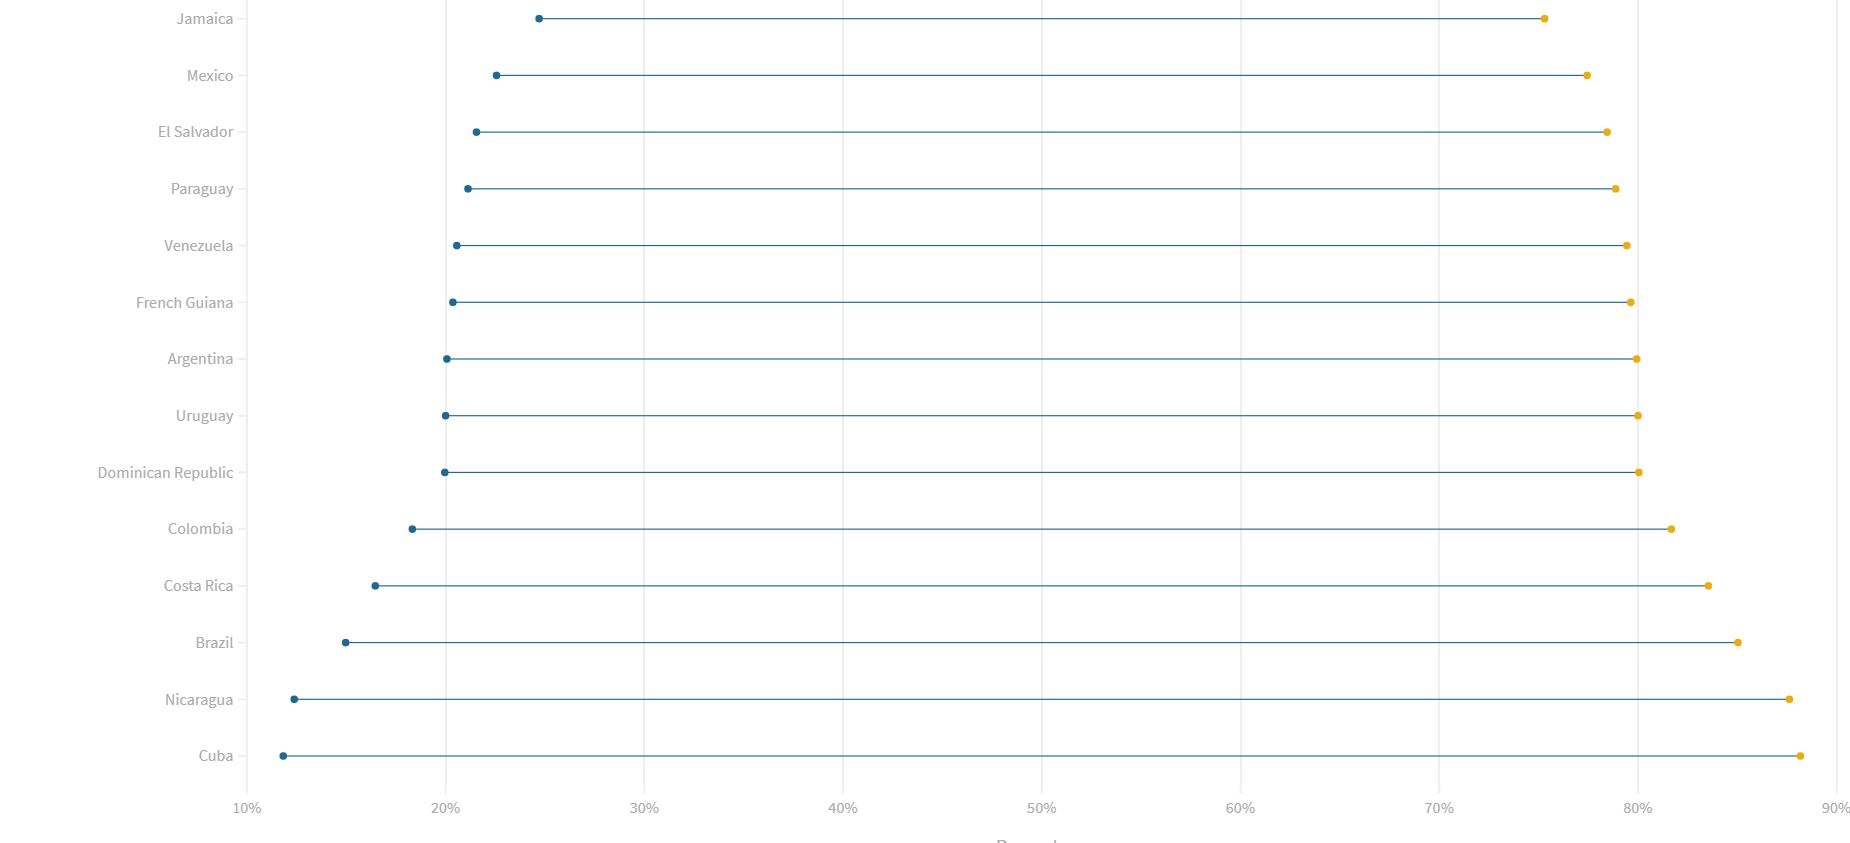 Jamaica
Mexico
El Salvador
Paraguay
Venezuela
French Guiana
Argentina
Uruguay
Dominican Republic
Colombia
Costa Rica
Brazil
Nicaragua
Cuba
10% 20% 30% 40% 50% 60% 70% 80% 90%